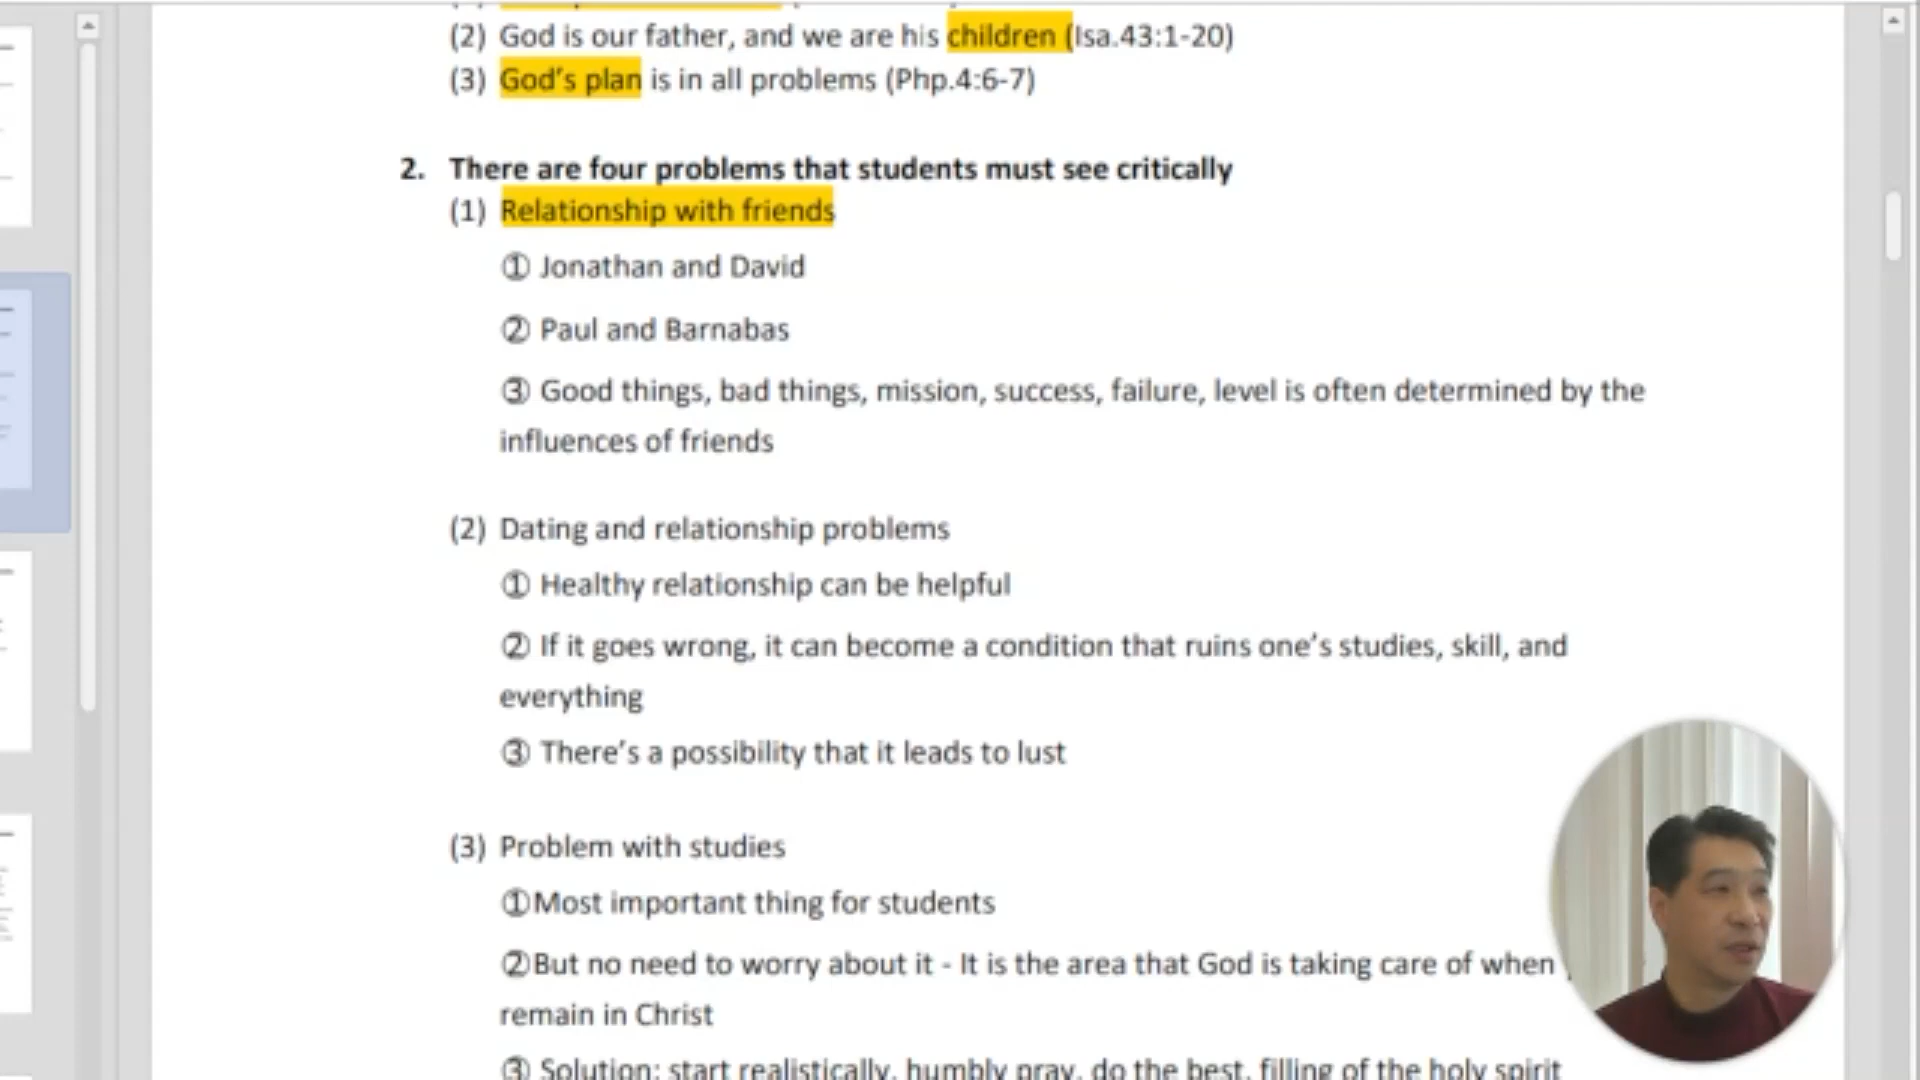 (2) God is our father, and we are his children (Isa.43:1-20)
(3) God's plan is in all problems (Php.4:6-7)
2. There are four problems that students must see critically
(1) Relationship with friends
① Jonathan and David
② Paul and Barnabas
③ Good things, bad things, mission, success, failure, level is often determined by the
influences of friends
(2) Dating and relationship problems
① Healthy relationship can be helpful
② If it goes wrong, it can become a condition that ruins one's studies, skill, and
everything
③ There's a possibility that it leads to lust
(3) Problem with studies
①Most important thing for students
②But no need to worry about it - It is the area that God is taking care of when
remain in Christ
③ Solution: start realistically, humbly pray, do the best, filling of the holy spirit